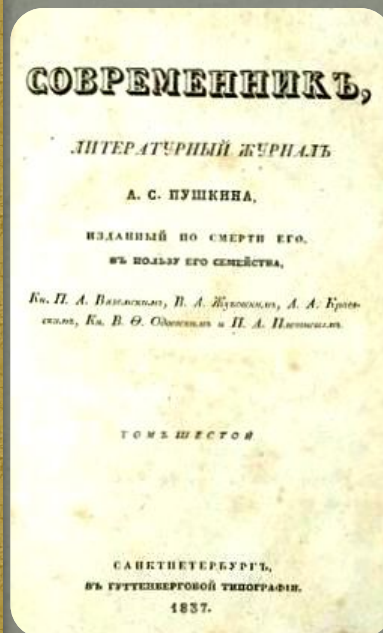 СОВРЕМЕННИКЪ,
ЛИТЕРАТУРНЫЙ ЖУРНАЛЪ
А. С. ПУШКИНА,
ИЗДАННЫЙ ПО СМЕРТИ ЕГО,
ВЪ ПОЛЬЗУ ЕГО СЕМЕЙСТВА,
Кн. П. А. Вяземскимъ, В. А. Жуковскимъ, А. А. Краев-
скимъ, Кн. В. Ѳ. Одоевскимъ и П. А. Плетневымъ
ТОМЪ ШЕСТОЙ
САНКТПЕТЕРБУРГЪ,
ВЪ ГУТТЕНБЕРГОВОЙ ТИПОГРАФІИ.
1837.